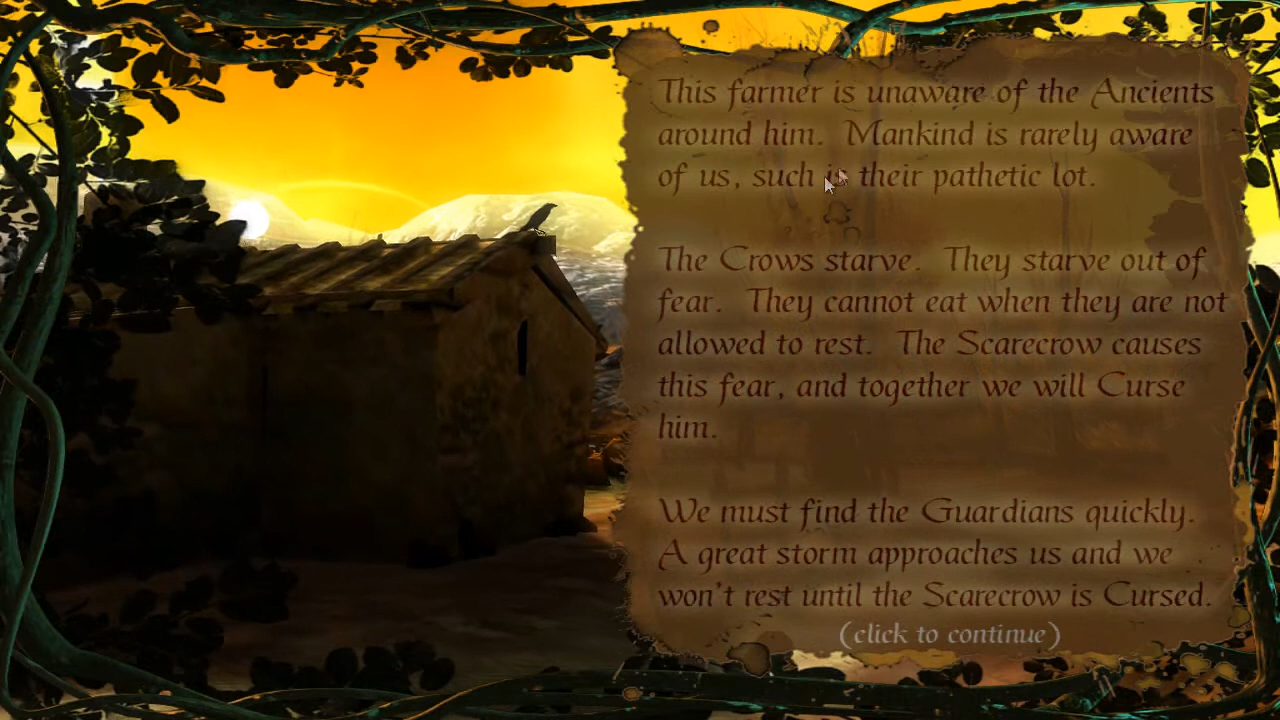 This farmer is unaware of the Ancients
around him.  Mankind is rarely aware
of us, such is their pathetic lot.
The Crows starve.  They starve out of
fear.  They cannot eat when they are not
allowed to rest.  The Scarecrow causes
this fear, and together we will Curse
him.
We must find the Guardians quickly.
A great storm approaches us and we
won't rest until the Scarecrow is Cursed.
(click to continue)